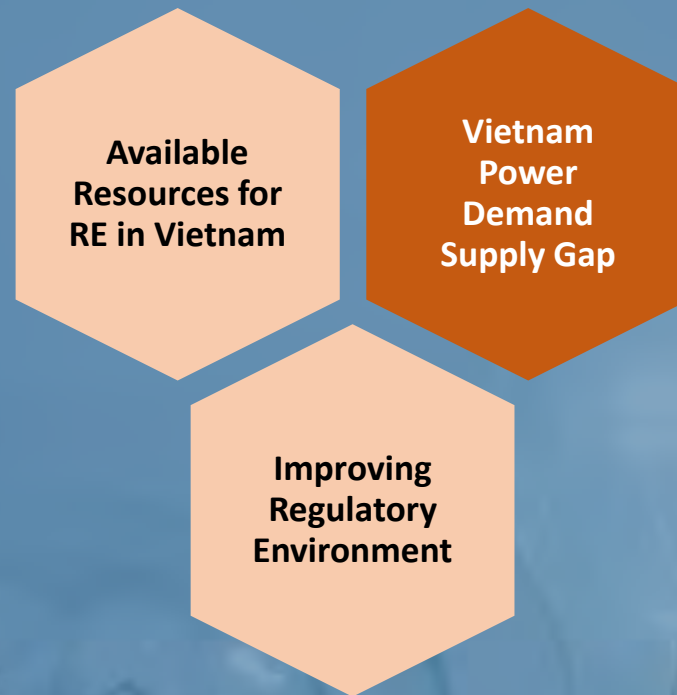 Available
Resources for
RE in Vietnam
Vietnam
Power
Demand
Supply Gap
Improving
Regulatory
Environment